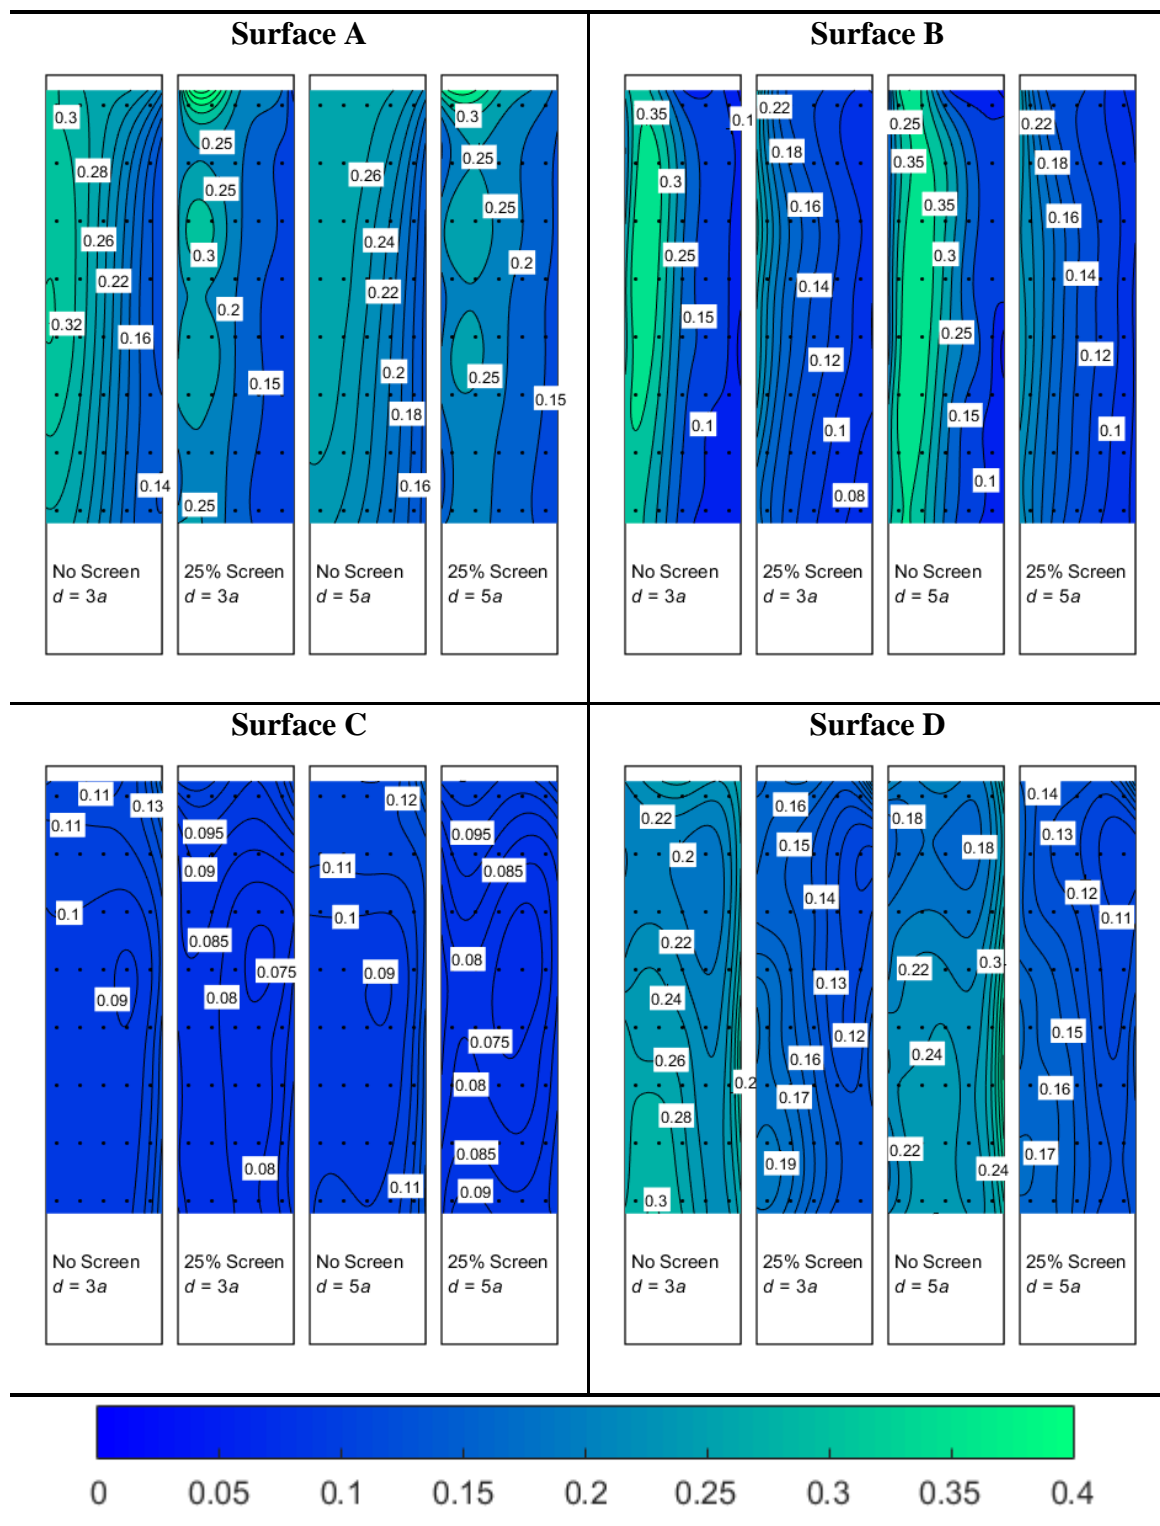 Surface A
Surface B
0.3
0.28
0.26
0.22
0.32
0.16
0.14
No Screen
d = 3a
0.25
0.25
0.3
0.2
0.15
0.25
25% Screen
d = 3a
0.26
0.24
0.22
0.2
0.18
0.16
No Screen
d = 5a
0.3
0.25
0.25
0.2
0.25
0.15
25% Screen
d = 5a
0.35
0.1
0.3
0.25
0.15
0.1
No Screen
d = 3a
0.22
0.18
0.16
0.14
0.12
0.1
0.08
25% Screen
d = 3a
0.25
0.35
0.35
0.3
0.25
0.15
0.1
No Screen
d = 5a
0.22
0.18
0.16
0.14
0.12
0.1
25% Screen
d = 5a
Surface C
Surface D
0.11
0.13
0.11
0.1
0.09
No Screen
d = 3a
0.095
0.09
0.085
0.075
0.08
0.08
25% Screen
d = 3a
0.12
0.11
0.1
0.09
0.11
No Screen
d = 5a
0.095
0.085
0.08
0.075
0.08
0.085
0.09
25% Screen
d = 5a
0.22
0.2
0.22
0.24
0.26
0.2
0.28
0.3
No Screen
d = 3a
0.16
0.15
0.14
0.13
0.12
0.16
0.17
0.19
25% Screen
d = 3a
0.18
0.18
0.3
0.22
0.24
0.22
0.24
No Screen
d = 5a
0.14
0.13
0.12
0.11
0.15
0.16
0.17
25% Screen
d = 5a
0 0.05 0.1 0.15 0.2 0.25 0.3 0.35 0.4